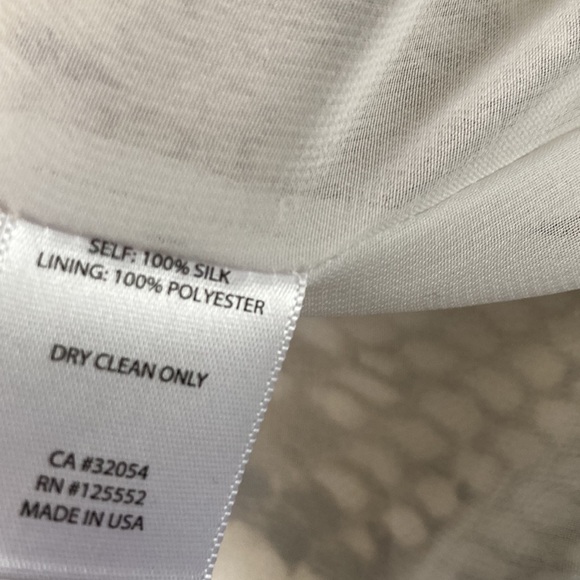 SELF: 100% SILK
LINING: 100% POLYESTER
DRY CLEAN ONLY
CA #32054
RN #125552
MADE IN USA